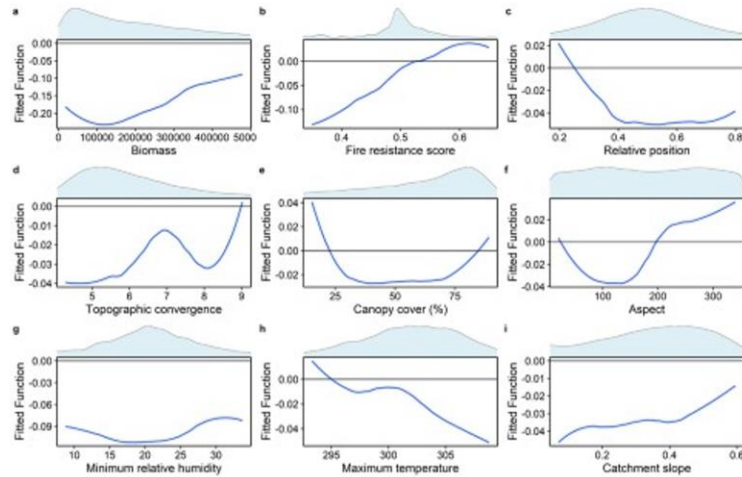 a
b
c
Fitted Function
0.00
-0.05
-0.10
-0.15
-0.20
0 100000 200000 300000 400000 5000
Biomass
Fitted Function
0.00
-0.05
-0.10
0.4 0.5 0.6
Fire resistance score
Fitted Function
0.02
0.00
-0.04
0.2 0.4 0.6 0.8
Relative position
d
e
f
Fitted Function
0.00
-0.01
-0.02
-0.03
-0.04
5 6 7 8 9
Topographic convergence
Fitted Function
0.04
0.02
0.00
-0.02
25 50 75
Canopy cover (%)
Fitted Function
0.02
0.00
-0.02
-0.04
100 200 300
Aspect
g
h
i
Fitted Function
0.00
-0.03
-0.06
-0.09
10 15 20 25 30
Minimum relative humidity
Fitted Function
0.00
-0.02
-0.04
295 300 305
Maximum temperature
Fitted Function
0.00
-0.01
-0.02
-0.03
-0.04
0.2 0.4 0.6
Catchment slope